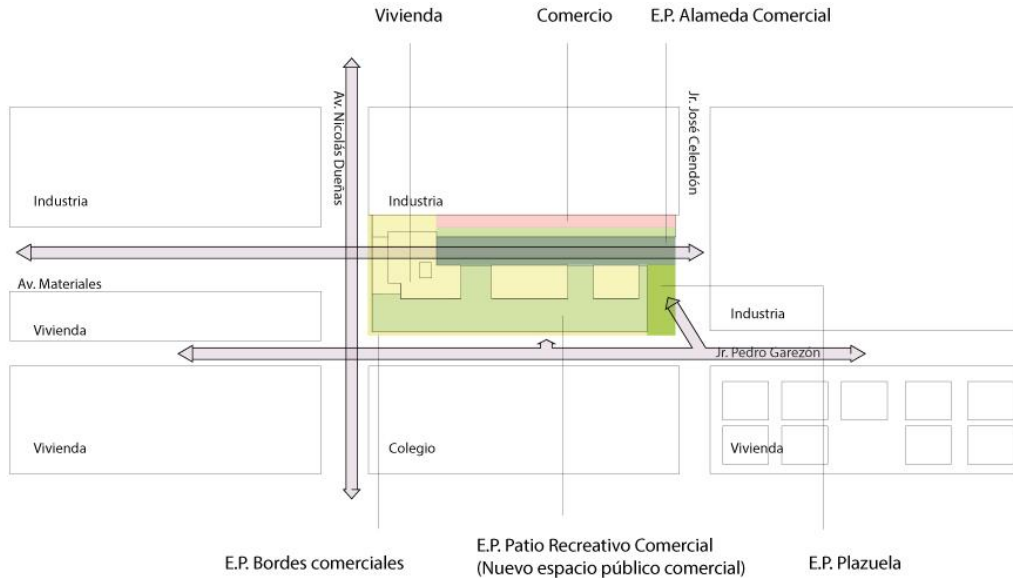 Vivienda
Comercio
E.P. Alameda Comercial
Av. Nicolás Dueñas
Jr. José Celendón
Industria
Industria
Av. Materiales
Vivienda
Industria
Jr. Pedro Garezón
Vivienda
Colegio
Vivienda
E.P. Bordes comerciales
E.P. Patio Recreativo Comercial
(Nuevo espacio público comercial)
E.P. Plazuela